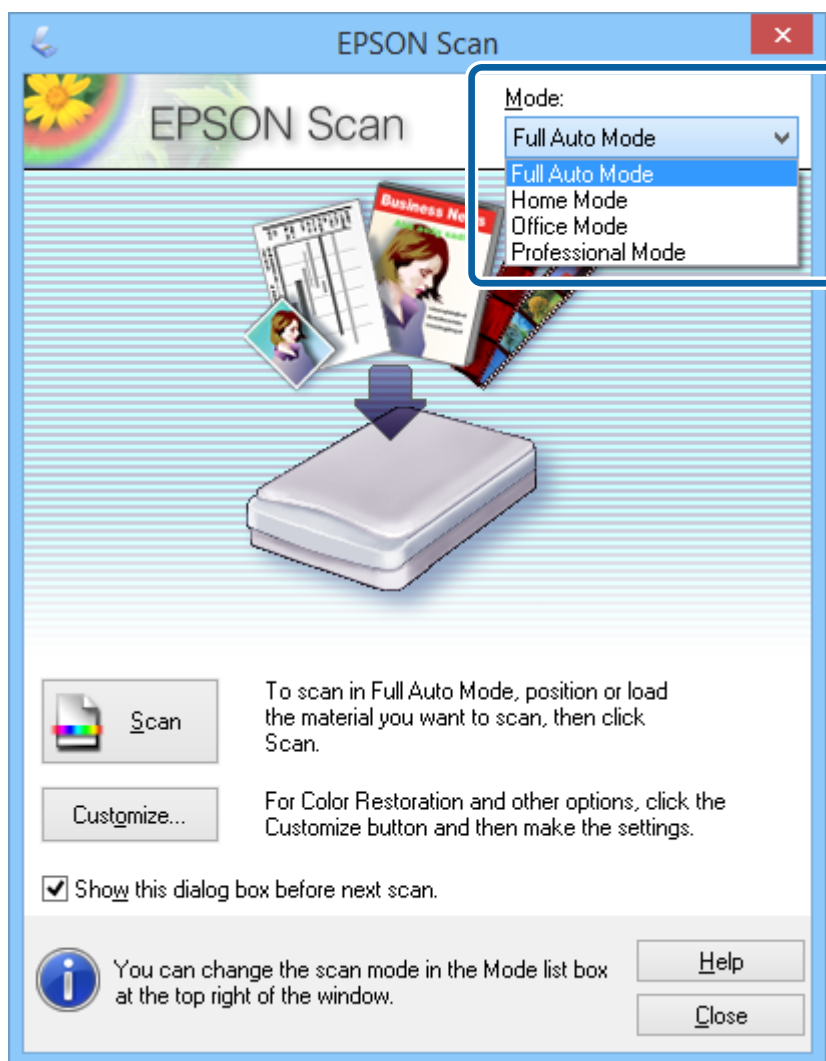 EPSON Scan
EPSON Scan
Mode:
Full Auto Mode
Full Auto Mode
Home Mode
Office Mode
Professional Mode
Business News
Scan
To scan in Full Auto Mode, position or load
the material you want to scan, then click
Scan.
Customize...
For Color Restoration and other options, click the
Customize button and then make the settings.
Show this dialog box before next scan.
You can change the scan mode in the Mode list box
at the top right of the window.
Help
Close